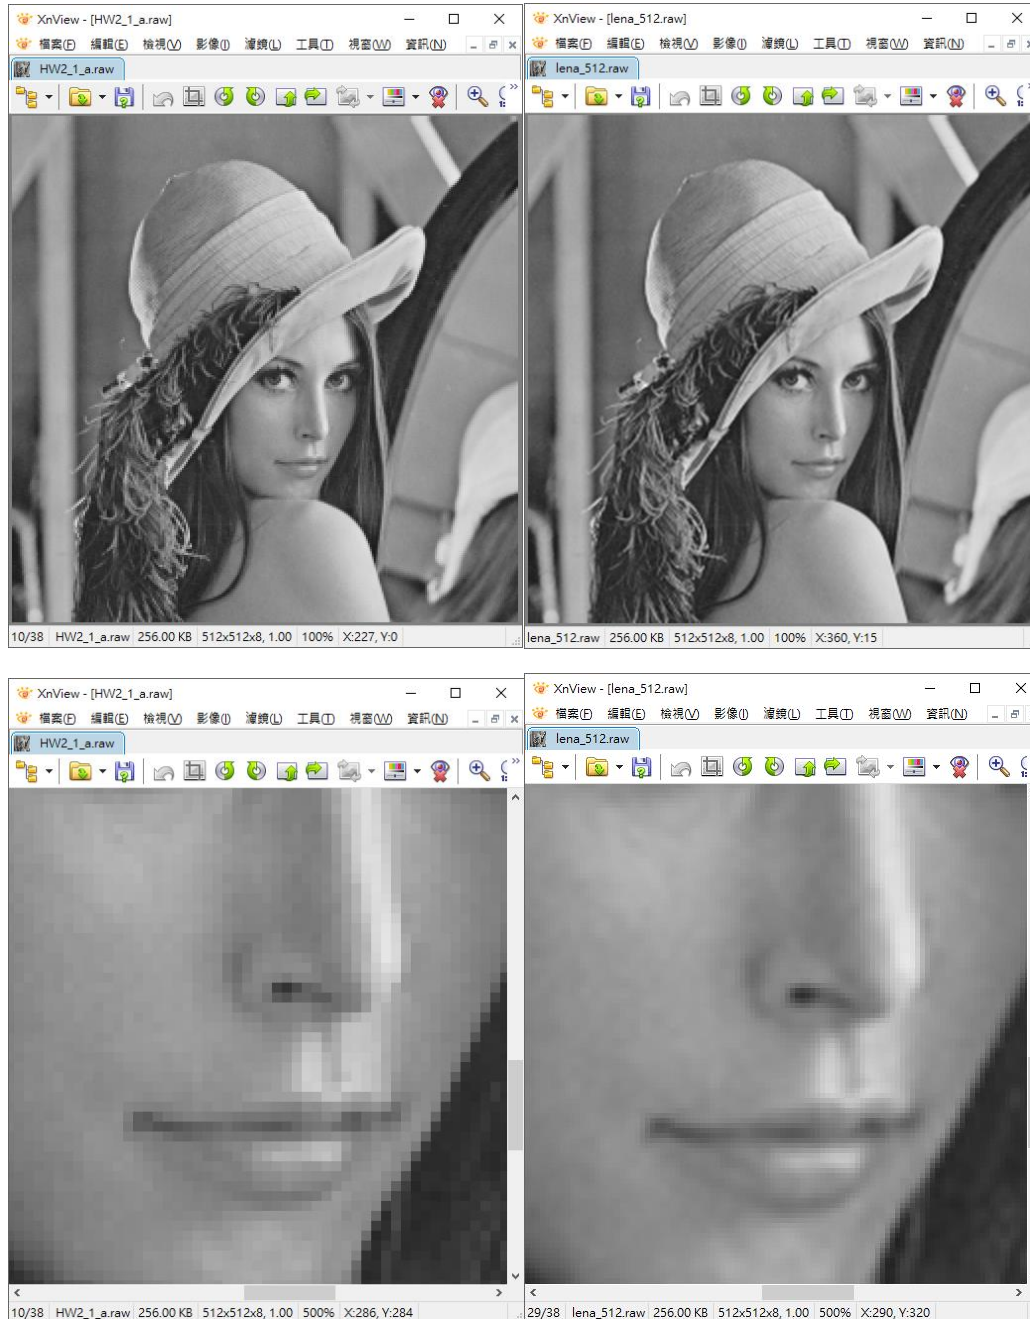 XnView - [HW2_1_a.raw]
檔案(F) 編輯(E) 檢視(V) 影像(I) 濾鏡(L) 工具(T) 視窗(W) 資訊(N)
HW2_1_a.raw
10/38 HW2_1_a.raw 256.00 KB 512x512x8, 1.00 100% X:227, Y:0
XnView - [lena_512.raw]
檔案(F) 編輯(E) 檢視(V) 影像(I) 濾鏡(L) 工具(T) 視窗(W) 資訊(N)
lena_512.raw
lena_512.raw 256.00 KB 512x512x8, 1.00 100% X:360, Y:15
XnView - [HW2_1_a.raw]
檔案(F) 編輯(E) 檢視(V) 影像(I) 濾鏡(L) 工具(T) 視窗(W) 資訊(N)
HW2_1_a.raw
10/38 HW2_1_a.raw 256.00 KB 512x512x8, 1.00 500% X:286, Y:284
XnView - [lena_512.raw]
檔案(F) 編輯(E) 檢視(V) 影像(I) 濾鏡(L) 工具(T) 視窗(W) 資訊(N)
lena_512.raw
29/38 lena_512.raw 256.00 KB 512x512x8, 1.00 500% X:290, Y:320